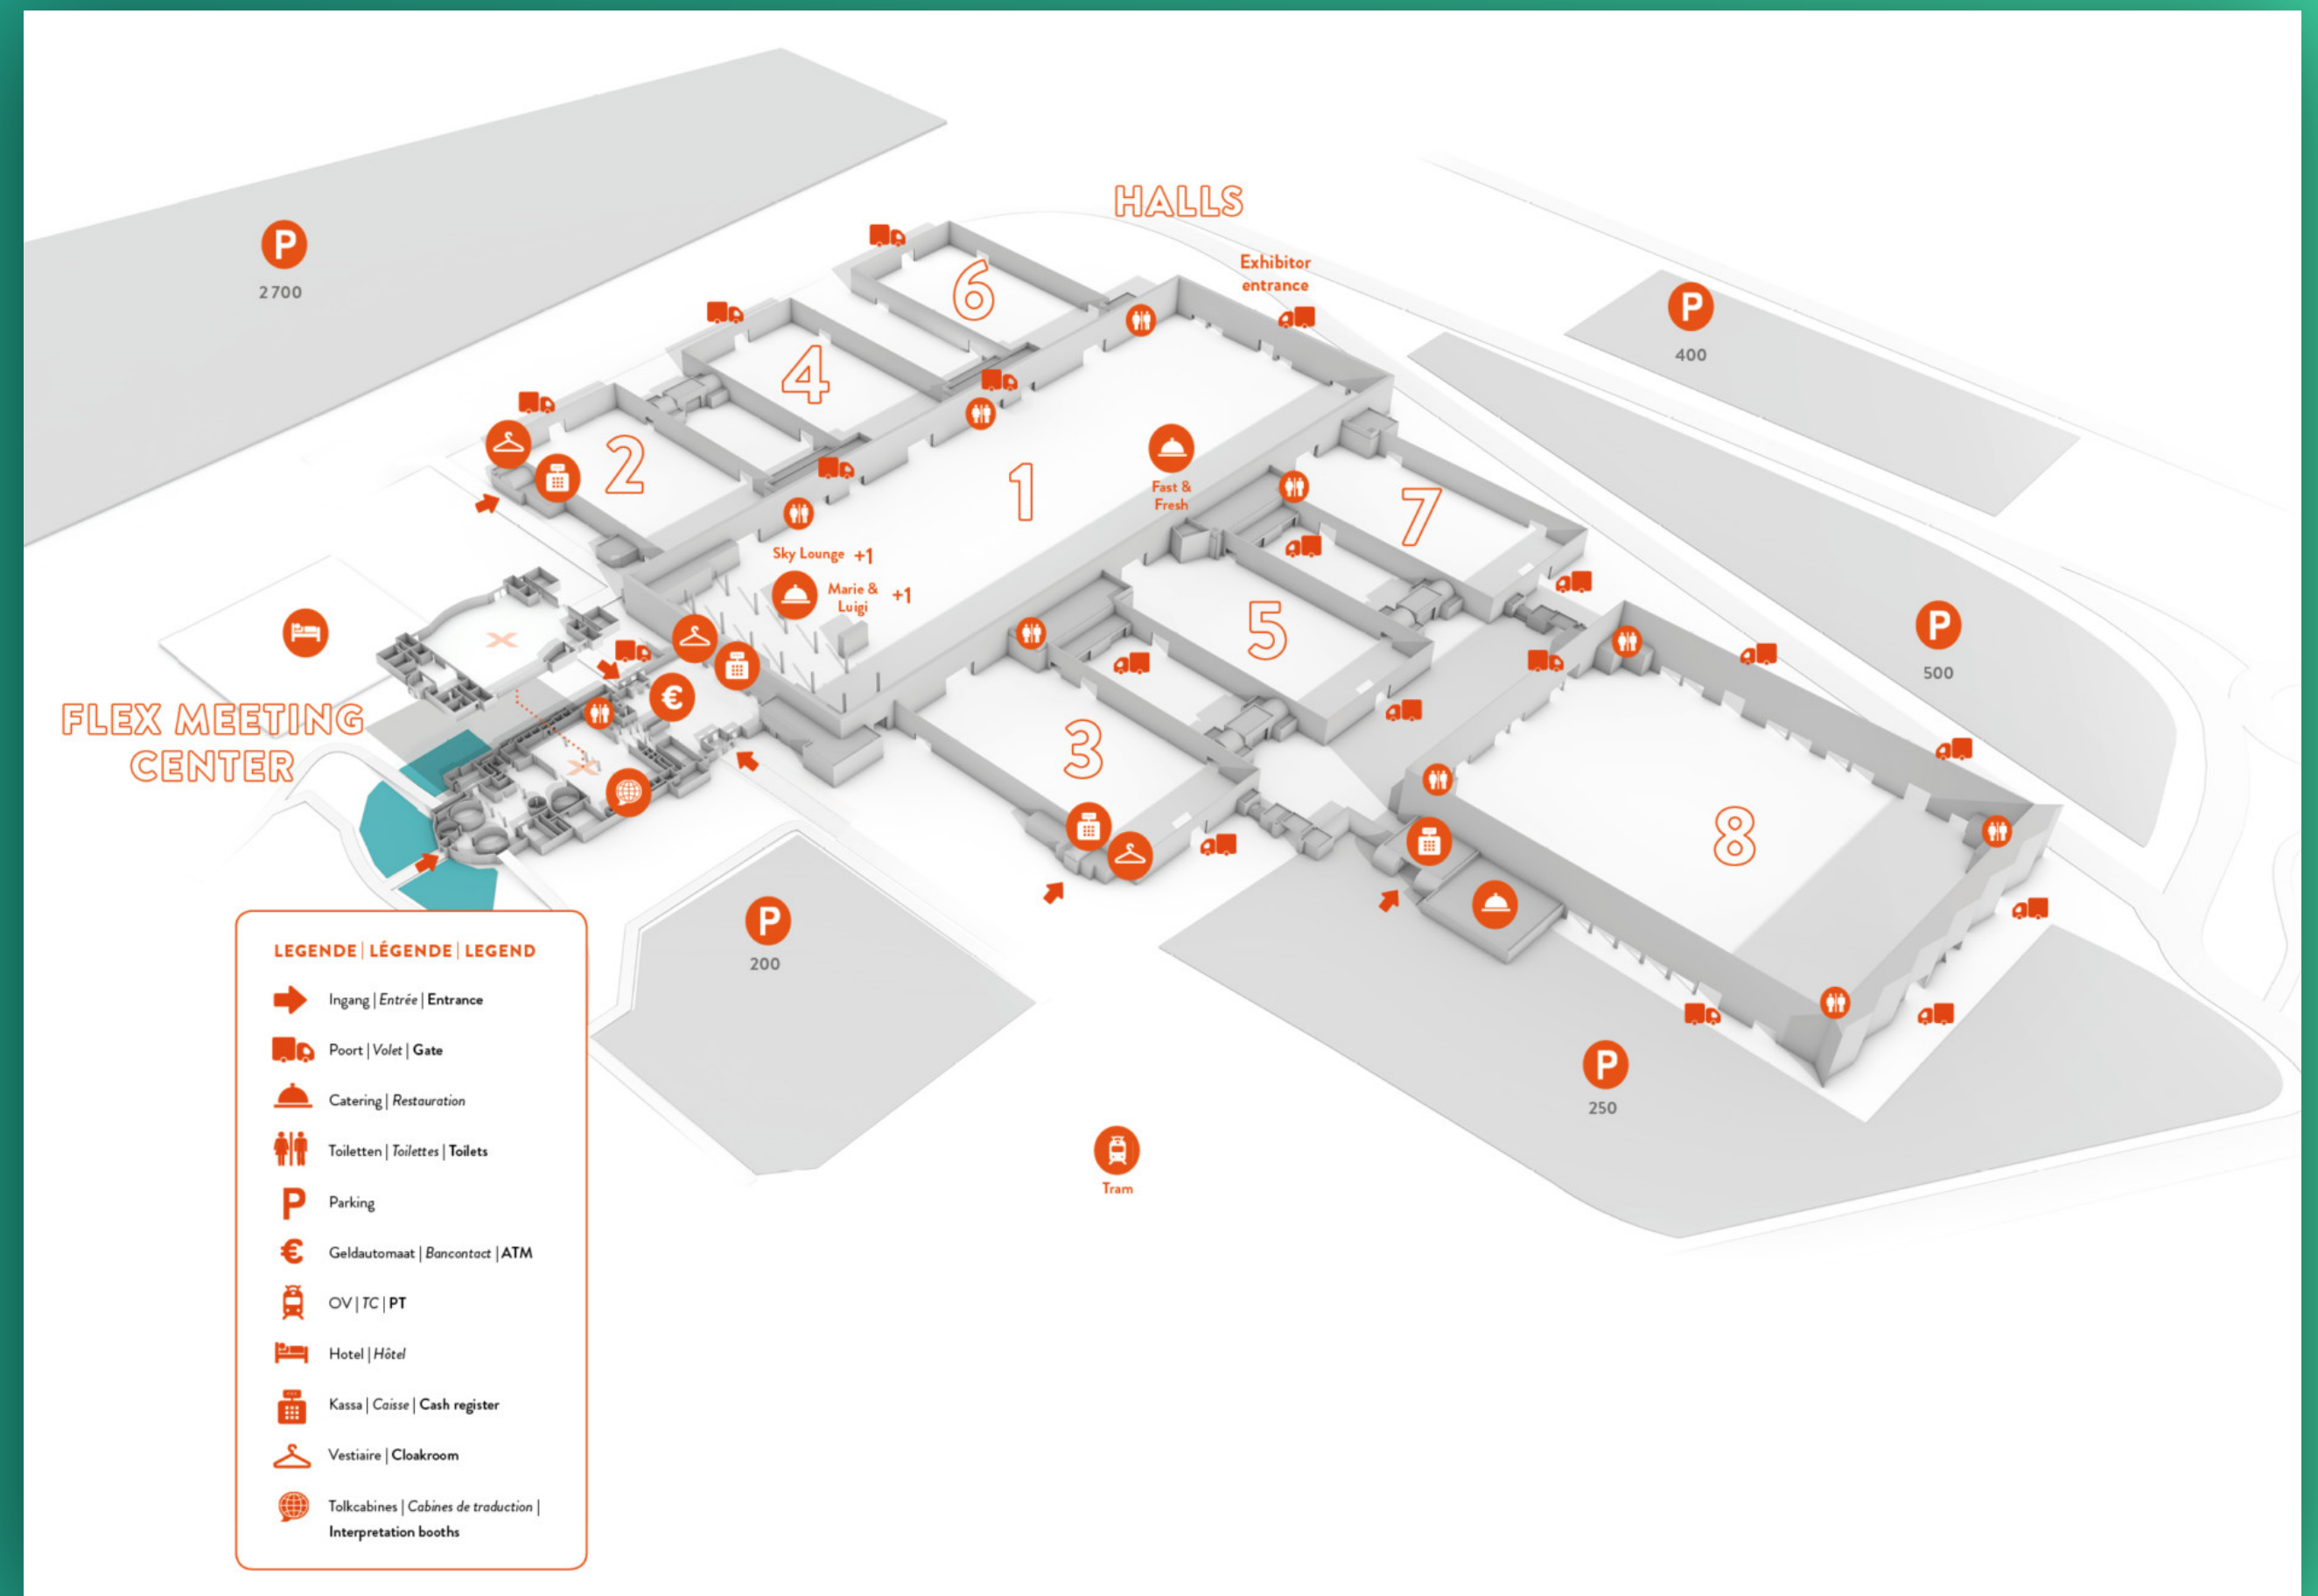 HALLS
Exhibitor
entrance
P
2 700
P
400
6
4
2
1
Fast &
Fresh
7
Sky Lounge +1
Marie &
Luigi
+1
5
P
500
FLEX MEETING
CENTER
€
3
8
P
200
P
250
Tram
LEGENDE | LÉGENDE | LEGEND
Ingang | Entrée | Entrance
Poort | Volet | Gate
Catering | Restauration
Toiletten | Toilettes | Toilets
P Parking
€ Geldautomaat | Bancontact | ATM
OV | TC | PT
Hotel | Hôtel
Kassa | Caisse | Cash register
Vestiaire | Cloakroom
Tolkcabines | Cabines de traduction |
Interpretation booths